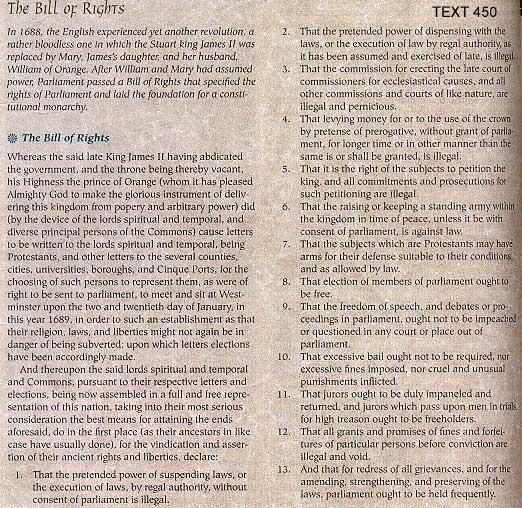 The Bill of Rights
TEXT 450
In 1688, the English experienced yet another revolution, a
rather bloodless one in which the Stuart king James II was
replaced by Mary, James's daughter, and her husband,
William of Orange. After William and Mary had assumed
power, Parliament passed a Bill of Rights that specified the
rights of Parliament and laid the foundation for a consti-
tutional monarchy.
The Bill of Rights
Whereas the said late King James II having abdicated
the government, and the throne being thereby vacant,
his Highness the prince of Orange (whom it has pleased
Almighty God to make the glorious instrument of deliv-
ering this kingdom from popery and arbitrary power) did
(by the device of the lords spiritual and temporal, and
diverse principal persons of the Commons) cause letters
to be written to the lords spiritual and temporal, being
Protestants, and other letters to the several counties,
cities, universities, boroughs, and Cinque Ports, for the
choosing of such persons to represent them, as were of
right to be sent to parliament, to meet and sit at West-
minster upon the two and twentieth day of January, in
this year 1689, in order to such an establishment as that
their religion, laws, and liberties might not again be in
danger of being subverted; upon which letters elections
have been accordingly made.
And thereupon the said lords spiritual and temporal
and Commons, pursuant to their respective letters and
elections, being now assembled in a full and free repre-
sentation of this nation, taking into their most serious
consideration the best means for attaining the ends
aforesaid, do in the first place (as their ancestors in like
case have usually done), for the vindication and asser-
tion of their ancient rights and liberties, declare:
1. That the pretended power of suspending laws, or
the execution of laws, by regal authority, without
consent of parliament is illegal.
2. That the pretended power of dispensing with the
laws, or the execution of law by regal authority, as
it has been assumed and exercised of late, is illegal.
3. That the commission for erecting the late court of
commissioners for ecclesiastical causes, and all
other commissions and courts of like nature, are
illegal and pernicious.
4. That levying money for or to the use of the crown
by pretense of prerogative, without grant of parlia-
ment, for longer time or in other manner than the
same is or shall be granted, is illegal.
5. That it is the right of the subjects to petition the
king, and all commitments and prosecutions for
such petitioning are illegal.
6. That the raising or keeping a standing army within
the kingdom in time of peace, unless it be with
consent of parliament, is against law.
7. That the subjects which are Protestants may have
arms for their defense suitable to their conditions,
and as allowed by law.
8. That election of members of parliament ought to
be free.
9. That the freedom of speech, and debates or pro-
ceedings in parliament, ought not to be impeached
or questioned in any court or place out of
parliament.
10. That excessive bail ought not to be required, nor
excessive fines imposed, nor cruel and unusual
punishments inflicted.
11. That jurors ought to be duly impaneled and
returned, and jurors which pass upon men in trials
for high treason ought to be freeholders.
12. That all grants and promises of fines and forfei-
tures of particular persons before conviction are
illegal and void.
13. And that for redress of all grievances, and for the
amending, strengthening, and preserving of the
laws, parliament ought to be held frequently.